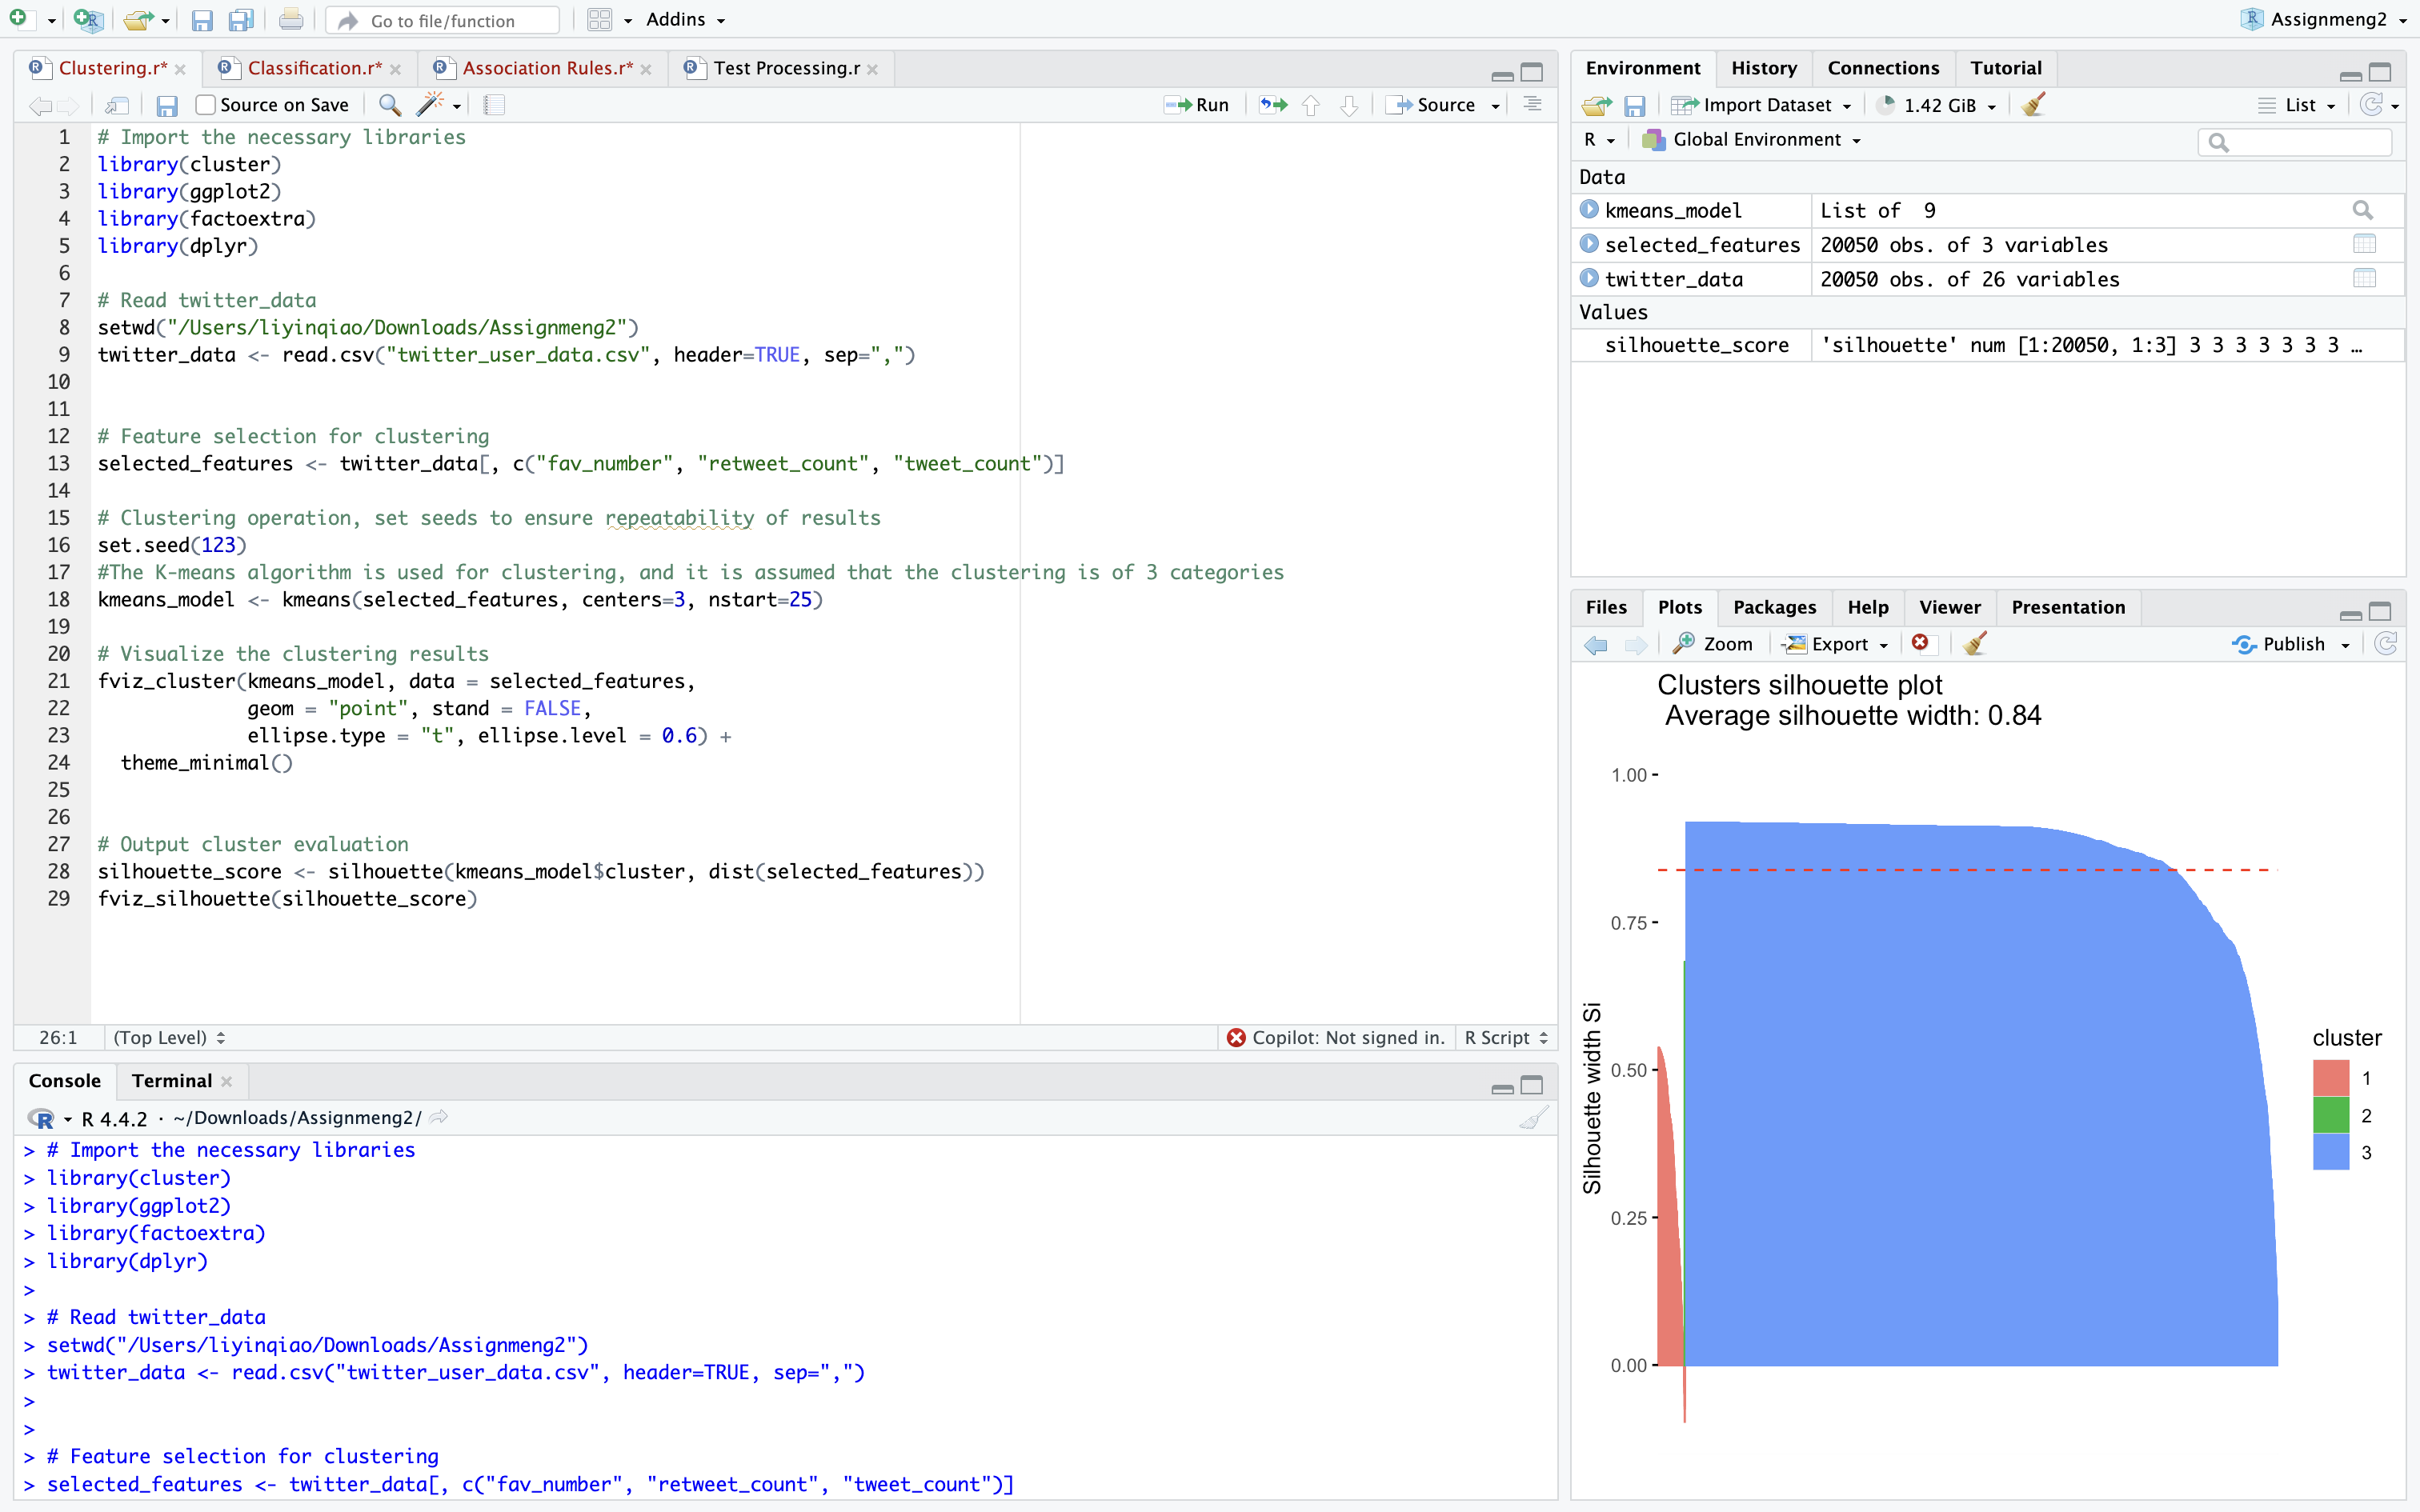 Go to file/function
Addins
Assignmeng2
Clustering.r*
Classification.r*
Association Rules.r*
Test Processing.r
Source on Save
Run
Source
1 # Import the necessary libraries
2 library(cluster)
3 library(ggplot2)
4 library(factoextra)
5 library(dplyr)
6
7 # Read twitter_data
8 setwd("/Users/liyinqiao/Downloads/Assignmeng2")
9 twitter_data <- read.csv("twitter_user_data.csv", header=TRUE, sep=",")
10
11
12 # Feature selection for clustering
13 selected_features <- twitter_data[, c("fav_number", "retweet_count", "tweet_count")]
14
15 # Clustering operation, set seeds to ensure repeatability of results
16 set.seed(123)
17 #The K-means algorithm is used for clustering, and it is assumed that the clustering is of 3 categories
18 kmeans_model <- kmeans(selected_features, centers=3, nstart=25)
19
20 # Visualize the clustering results
21 fviz_cluster(kmeans_model, data = selected_features,
22              geom = "point", stand = FALSE,
23              ellipse.type = "t", ellipse.level = 0.6) +
24   theme_minimal()
25
26
27 # Output cluster evaluation
28 silhouette_score <- silhouette(kmeans_model$cluster, dist(selected_features))
29 fviz_silhouette(silhouette_score)
26:1
(Top Level)
Copilot: Not signed in.
R Script
Console
Terminal
R 4.4.2 · ~/Downloads/Assignmeng2/
> # Import the necessary libraries
> library(cluster)
> library(ggplot2)
> library(factoextra)
> library(dplyr)
>
> # Read twitter_data
> setwd("/Users/liyinqiao/Downloads/Assignmeng2")
> twitter_data <- read.csv("twitter_user_data.csv", header=TRUE, sep=",")
>
>
> # Feature selection for clustering
> selected_features <- twitter_data[, c("fav_number", "retweet_count", "tweet_count")]
Environment
History
Connections
Tutorial
Import Dataset
1.42 GiB
List
R
Global Environment
Data
kmeans_model List of  9
selected_features 20050 obs. of 3 variables
twitter_data 20050 obs. of 26 variables
Values
silhouette_score 'silhouette' num [1:20050, 1:3] 3 3 3 3 3 3 3 …
Files
Plots
Packages
Help
Viewer
Presentation
Zoom
Export
Publish
Clusters silhouette plot
Average silhouette width: 0.84
1.00
0.75
0.50
0.25
0.00
Silhouette width Si
cluster
1
2
3